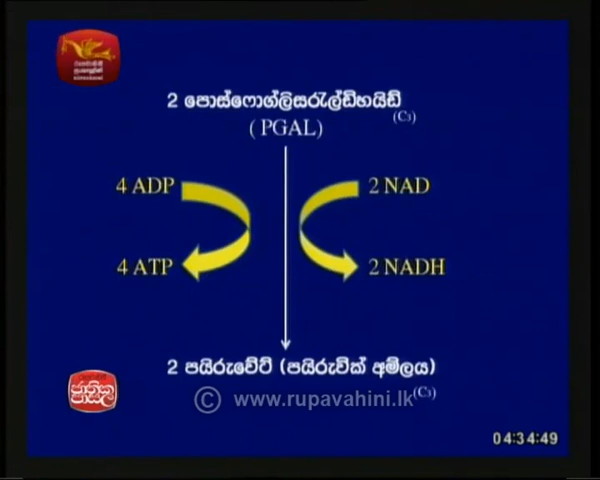 2 පොස්ෆොග්ලිසරැල්ඩිහයිඩ්
(C3)
( PGAL)
4 ADP
2 NAD
4 ATP
2 NADH
2 පයිරුවේට් (පයිරුවික් අම්ලය)
(C3)
ජාතික
පාසල
© www.rupavahini.lk
04:34:49